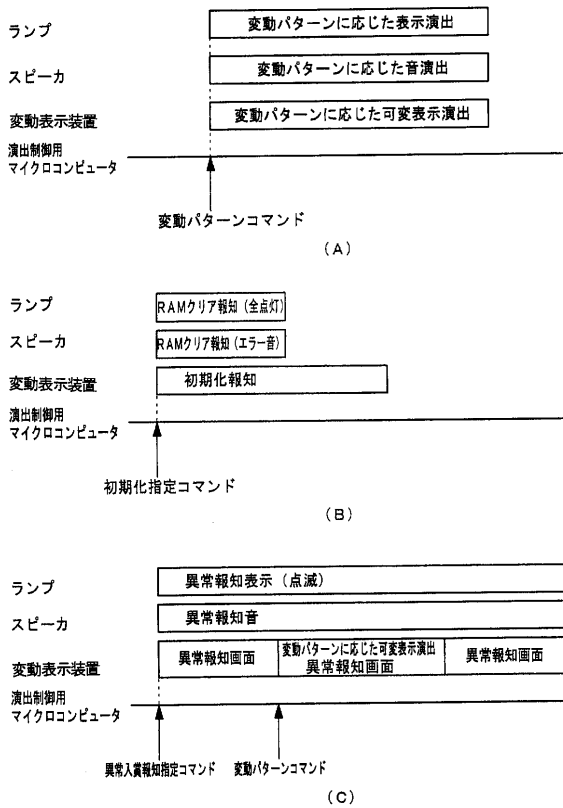 ランプ
変動パターンに応じた表示演出
スピーカ
変動パターンに応じた音演出
変動表示装置
変動パターンに応じた可変表示演出
演出制御用
マイクロコンピュータ
変動パターンコマンド
(A)
ランプ
RAMクリア報知(全点灯)
スピーカ
RAMクリア報知(エラー音)
変動表示装置
初期化報知
演出制御用
マイクロコンピュータ
初期化指定コマンド
(B)
ランプ
異常報知表示(点滅)
スピーカ
異常報知音
変動表示装置
異常報知画面
変動パターンに応じた可変表示演出
異常報知画面
異常報知画面
演出制御用
マイクロコンピュータ
異常入賞報知指定コマンド
変動パターンコマンド
(C)